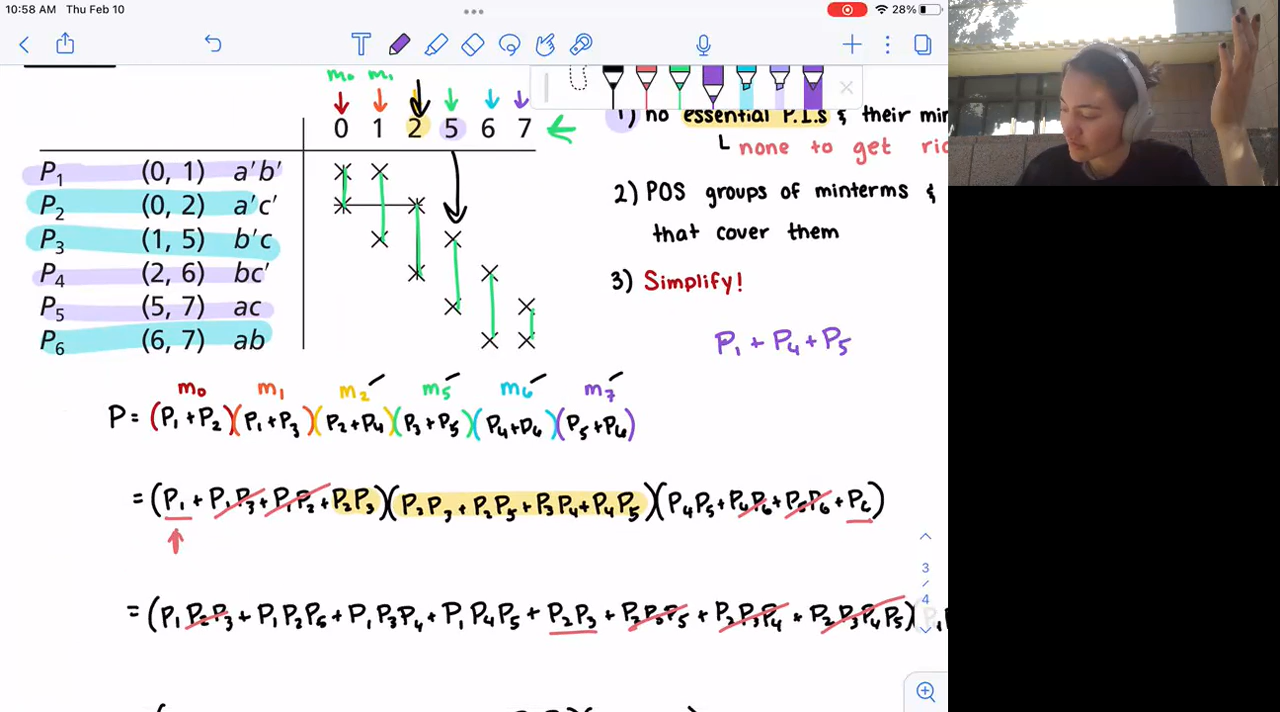 10:58 AM Thu Feb 10
28%
m₀ m₁
0 1 2 5 6 7
P₁ (0, 1) a′b′
P₂ (0, 2) a′c′
P₃ (1, 5) b′c
P₄ (2, 6) bc′
P₅ (5, 7) ac
P₆ (6, 7) ab
1) no essential P.I.s & their
none to get
2) POS groups of minterms &
that cover them
3) Simplify!
P₁ + P₄ + P₅
m₀ m₁ m₂ m₅ m₆ m₇
P = (P₁ + P₂)(P₁ + P₃)(P₂ + P₄)(P₃ + P₅)(P₄ + P₆)(P₅ + P₆)
= (P₁ + P₁P₃ + P₁P₂ + P₂P₃)(P₂P₃ + P₂P₅ + P₃P₄ + P₄P₅)(P₄P₅ + P₄P₆ + P₅P₆ + P₆)
= (P₁P₂P₃ + P₁P₂P₅ + P₁P₃P₄ + P₁P₄P₅ + P₂P₃ + P₂P₃P₅ + P₂P₃P₄ + P₂P₃P₄P₅)(
3
/
4